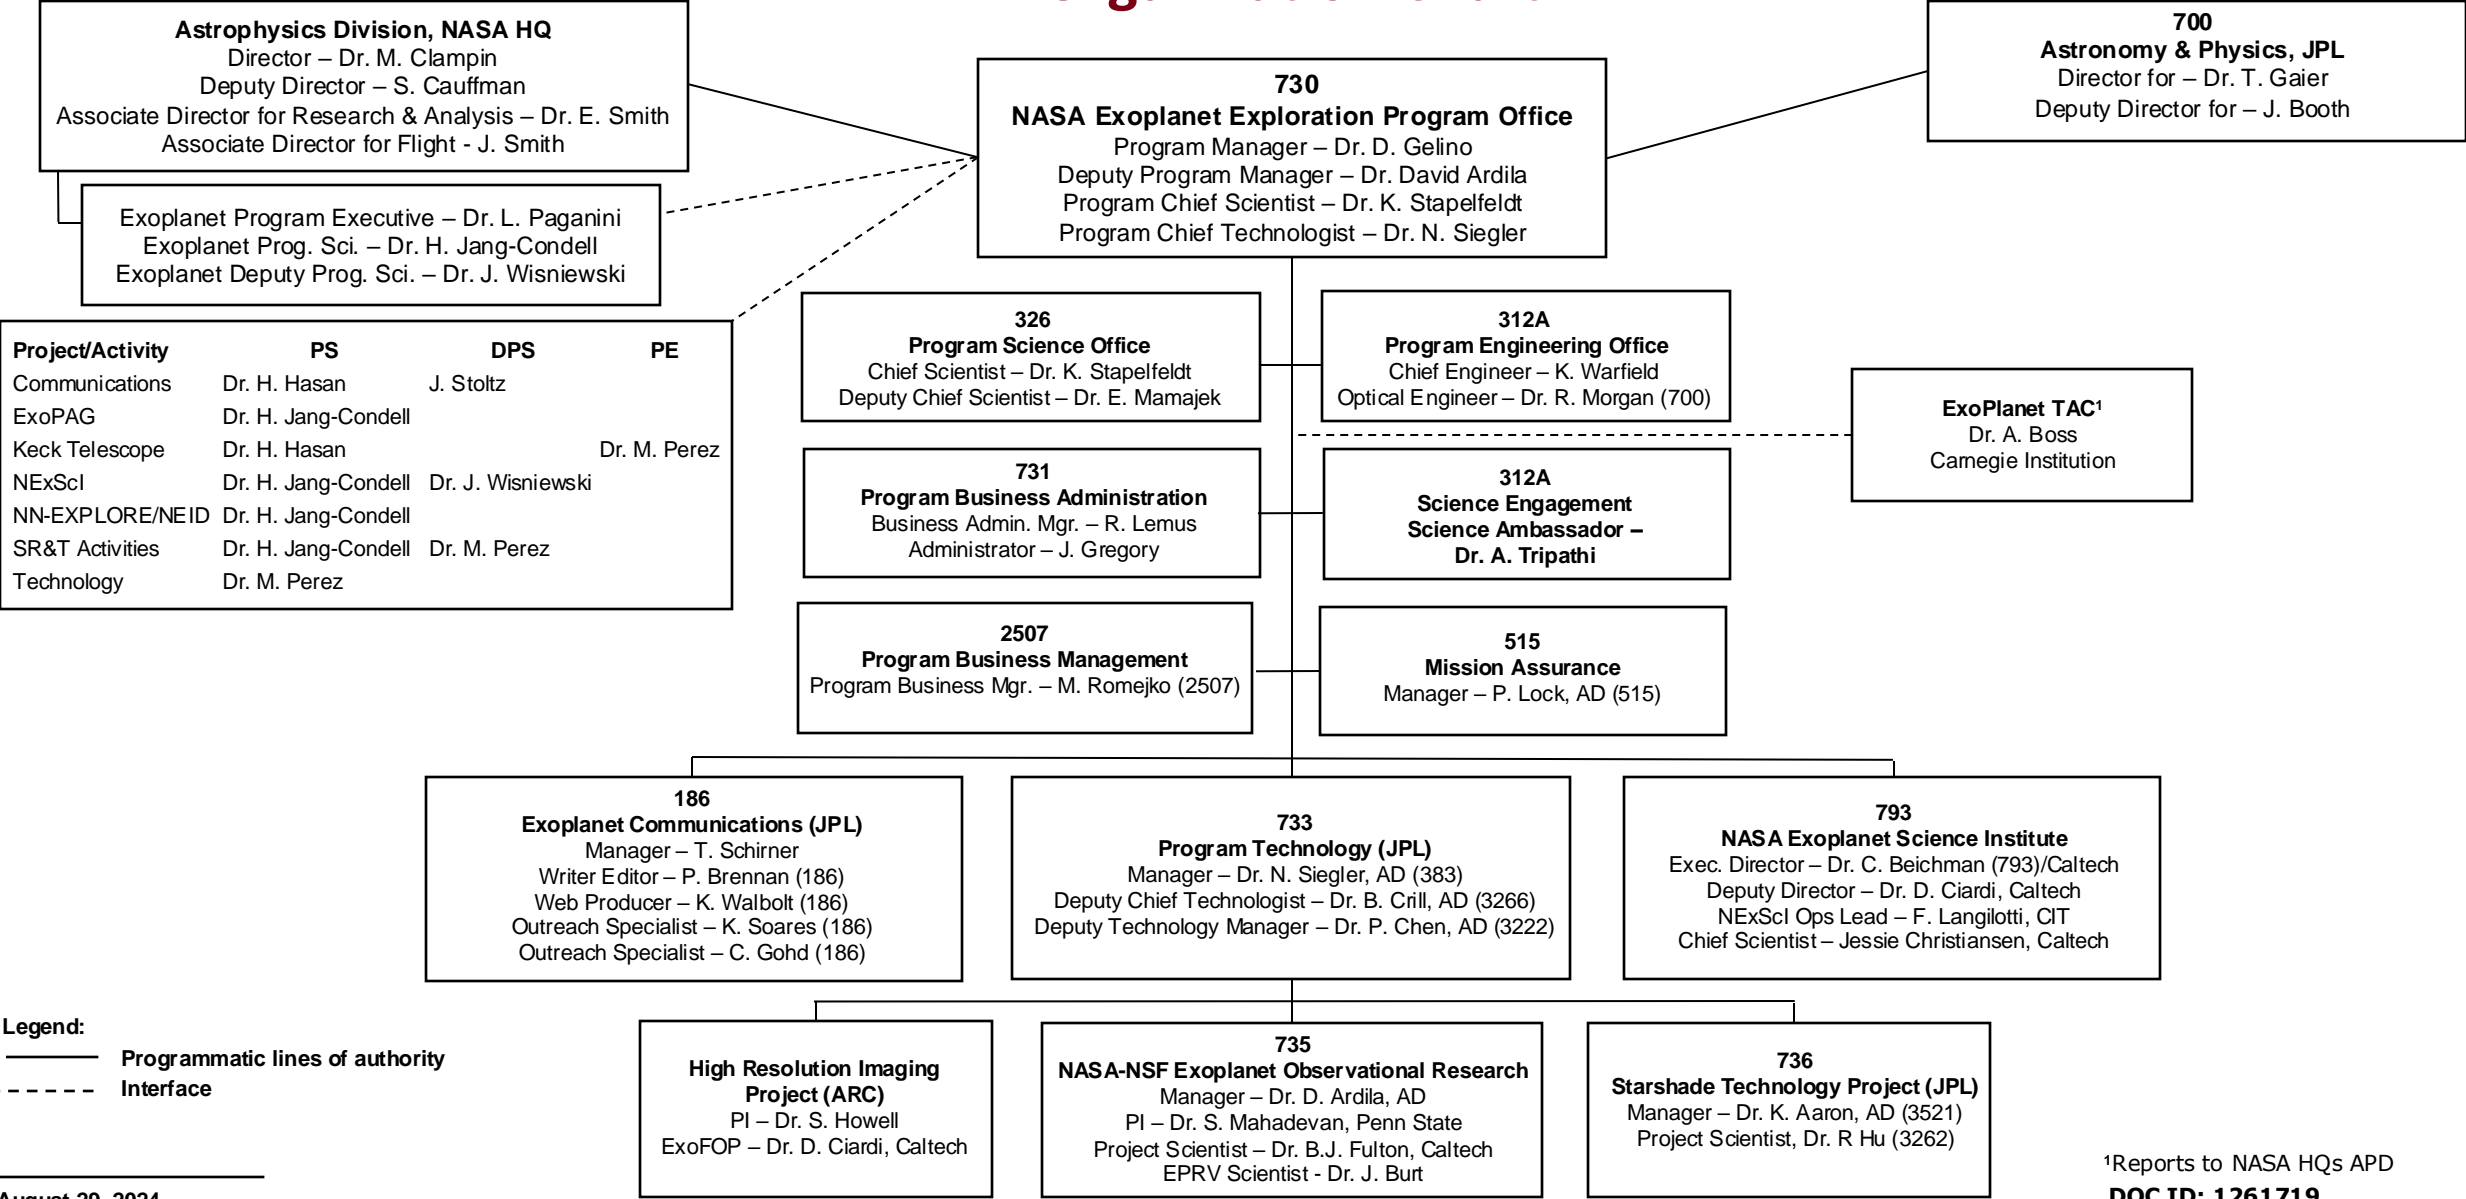 Astrophysics Division, NASA HQ
Director – Dr. M. Clampin
Deputy Director – S. Cauffman
Associate Director for Research & Analysis – Dr. E. Smith
Associate Director for Flight - J. Smith
Exoplanet Program Executive – Dr. L. Paganini
Exoplanet Prog. Sci. – Dr. H. Jang-Condell
Exoplanet Deputy Prog. Sci. – Dr. J. Wisniewski
730
NASA Exoplanet Exploration Program Office
Program Manager – Dr. D. Gelino
Deputy Program Manager – Dr. David Ardila
Program Chief Scientist – Dr. K. Stapelfeldt
Program Chief Technologist – Dr. N. Siegler
700
Astronomy & Physics, JPL
Director for – Dr. T. Gaier
Deputy Director for – J. Booth
Project/Activity PS DPS PE
Communications Dr. H. Hasan J. Stoltz
ExoPAG Dr. H. Jang-Condell
Keck Telescope Dr. H. Hasan Dr. M. Perez
NExScI Dr. H. Jang-Condell Dr. J. Wisniewski
NN-EXPLORE/NEID Dr. H. Jang-Condell
SR&T Activities Dr. H. Jang-Condell Dr. M. Perez
Technology Dr. M. Perez
326
Program Science Office
Chief Scientist – Dr. K. Stapelfeldt
Deputy Chief Scientist – Dr. E. Mamajek
312A
Program Engineering Office
Chief Engineer – K. Warfield
Optical Engineer – Dr. R. Morgan (700)
ExoPlanet TAC¹
Dr. A. Boss
Carnegie Institution
731
Program Business Administration
Business Admin. Mgr. – R. Lemus
Administrator – J. Gregory
312A
Science Engagement
Science Ambassador –
Dr. A. Tripathi
2507
Program Business Management
Program Business Mgr. – M. Romejko (2507)
515
Mission Assurance
Manager – P. Lock, AD (515)
186
Exoplanet Communications (JPL)
Manager – T. Schirner
Writer Editor – P. Brennan (186)
Web Producer – K. Walbolt (186)
Outreach Specialist – K. Soares (186)
Outreach Specialist – C. Gohd (186)
733
Program Technology (JPL)
Manager – Dr. N. Siegler, AD (383)
Deputy Chief Technologist – Dr. B. Crill, AD (3266)
Deputy Technology Manager – Dr. P. Chen, AD (3222)
793
NASA Exoplanet Science Institute
Exec. Director – Dr. C. Beichman (793)/Caltech
Deputy Director – Dr. D. Ciardi, Caltech
NExScI Ops Lead – F. Langilotti, CIT
Chief Scientist – Jessie Christiansen, Caltech
High Resolution Imaging
Project (ARC)
PI – Dr. S. Howell
ExoFOP – Dr. D. Ciardi, Caltech
735
NASA-NSF Exoplanet Observational Research
Manager – Dr. D. Ardila, AD
PI – Dr. S. Mahadevan, Penn State
Project Scientist – Dr. B.J. Fulton, Caltech
EPRV Scientist - Dr. J. Burt
736
Starshade Technology Project (JPL)
Manager – Dr. K. Aaron, AD (3521)
Project Scientist, Dr. R Hu (3262)
Legend:
Programmatic lines of authority
Interface
August 29, 2024
¹Reports to NASA HQs APD
DOC ID: 1261719